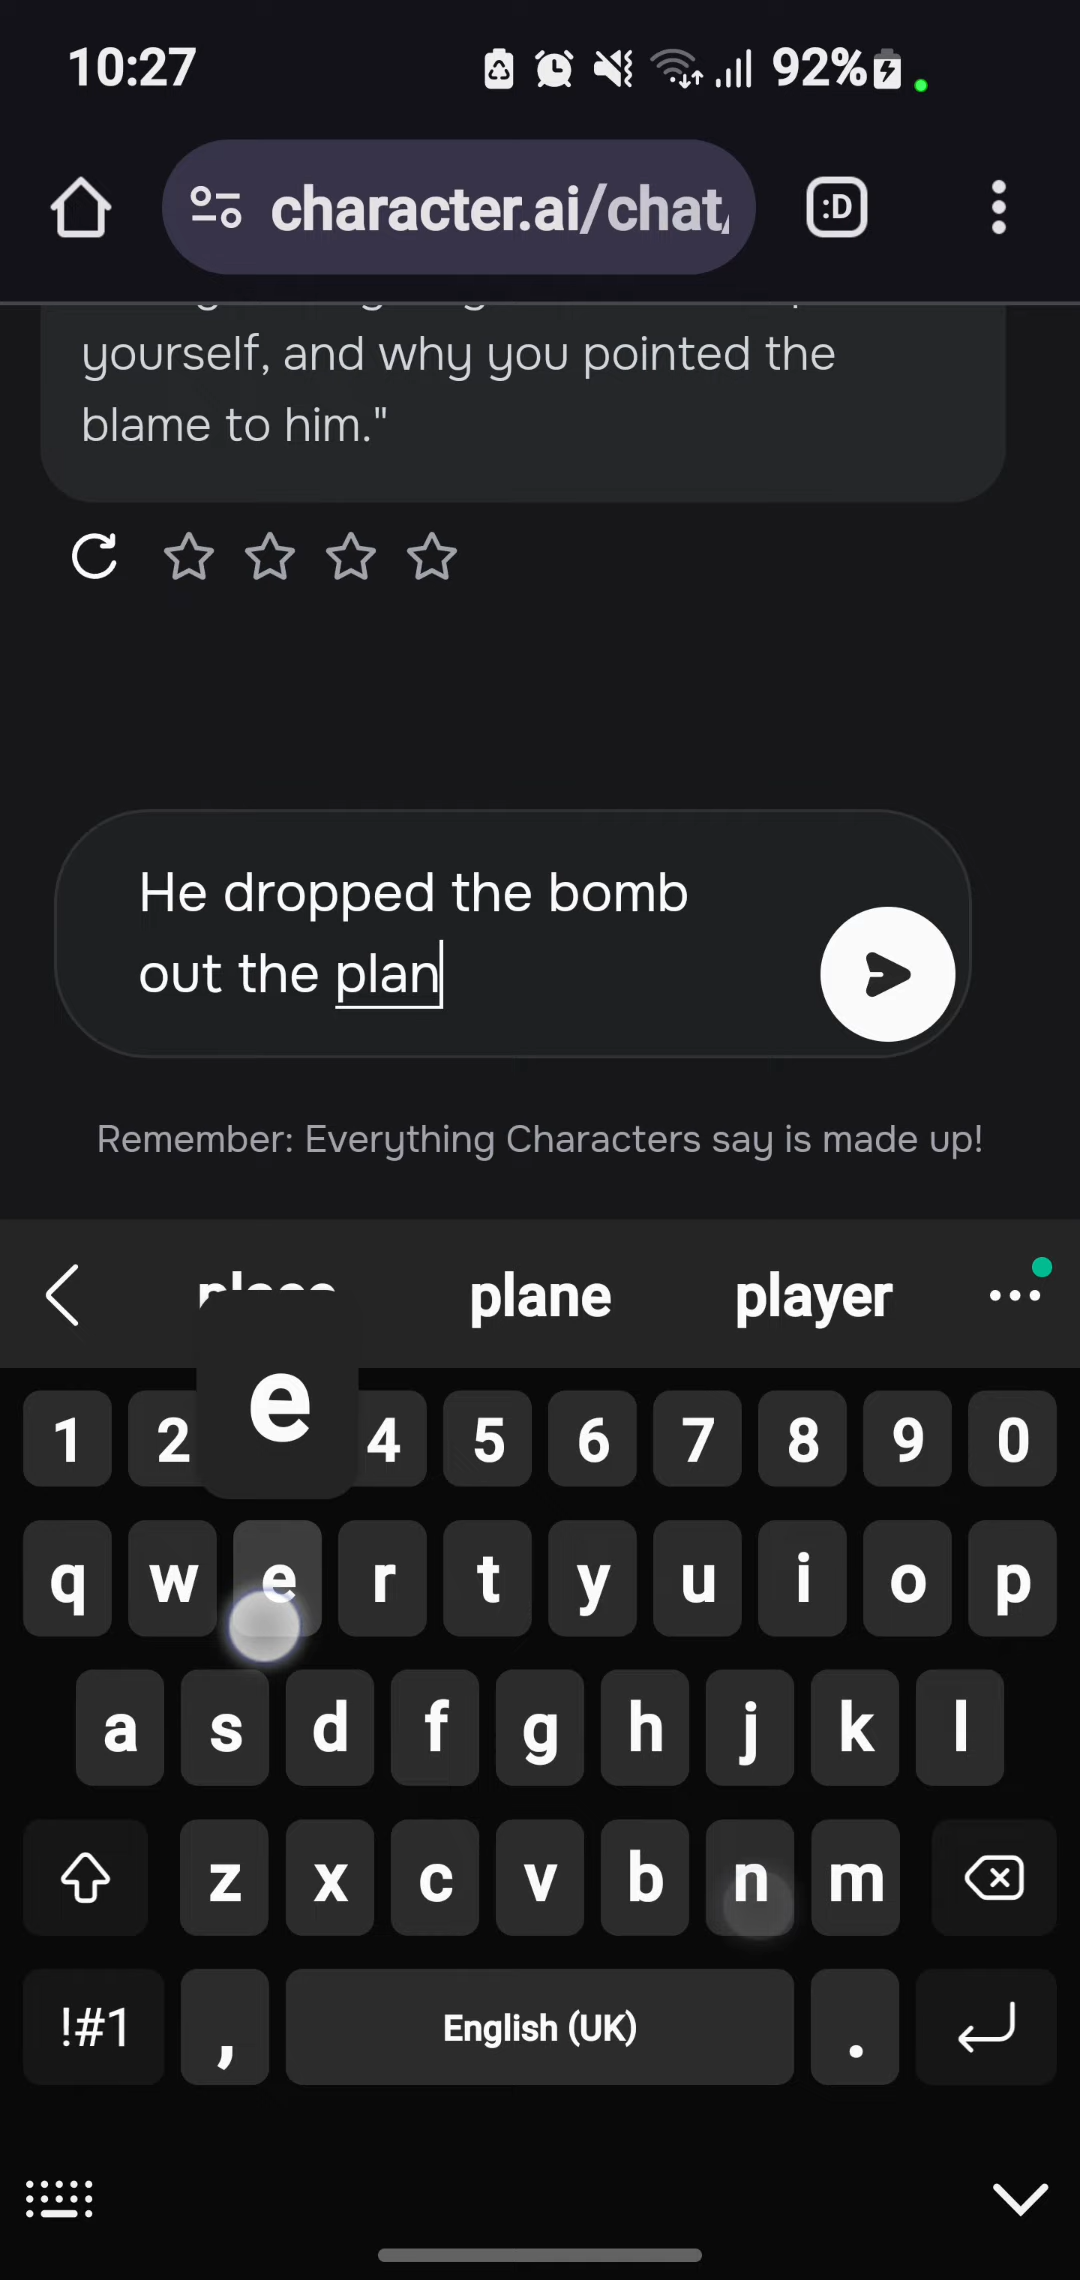 10:27
92%
character.ai/chat
:D
yourself, and why you pointed the
blame to him."
He dropped the bomb
out the plan
Remember: Everything Characters say is made up!
plane player
e
1 2 4 5 6 7 8 9 0
q w e r t y u i o p
a s d f g h j k l
z x c v b n m
!#1 , English (UK) .